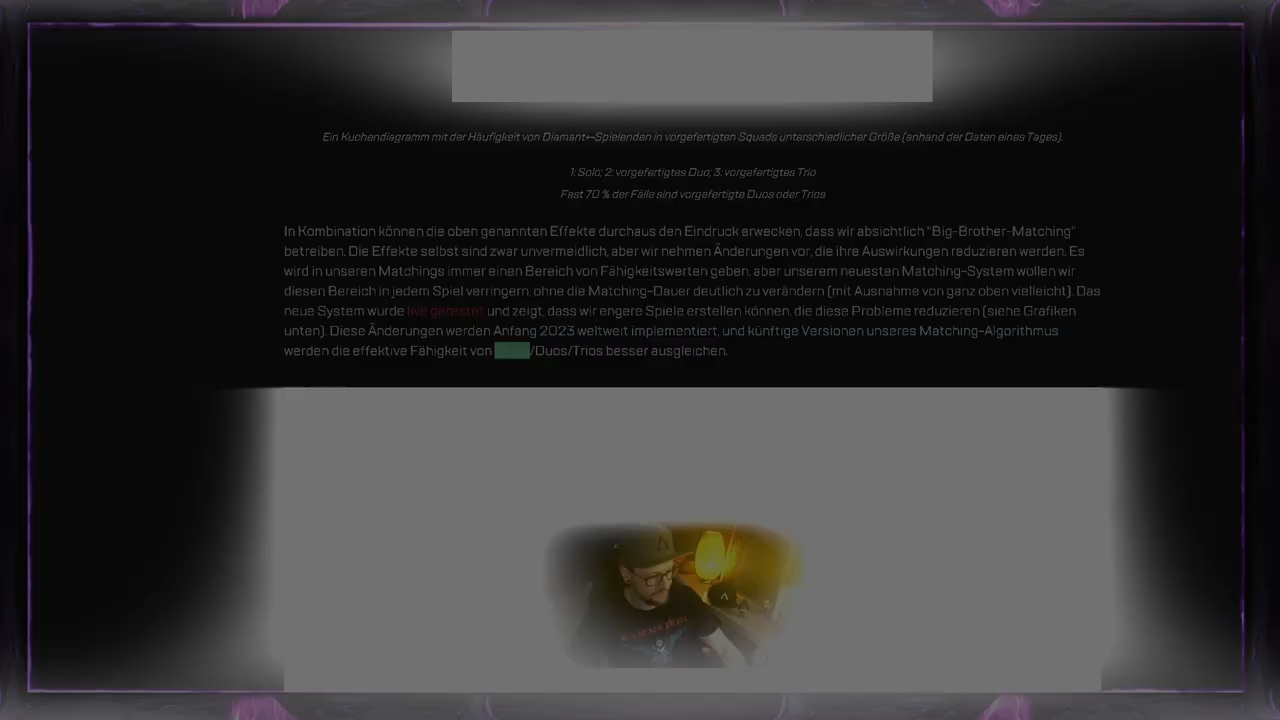 Ein Kuchendiagramm mit der Häufigkeit von Diamant+-Spielenden in vorgefertigten Squads unterschiedlicher Größe (anhand der Daten eines Tages).
1: Solo; 2: vorgefertigtes Duo; 3: vorgefertigtes Trio
Fast 70 % der Fälle sind vorgefertigte Duos oder Trios
In Kombination können die oben genannten Effekte durchaus den Eindruck erwecken, dass wir absichtlich "Big-Brother-Matching"
betreiben. Die Effekte selbst sind zwar unvermeidlich, aber wir nehmen Änderungen vor, die ihre Auswirkungen reduzieren werden. Es
wird in unseren Matchings immer einen Bereich von Fähigkeitswerten geben, aber unserem neuesten Matching-System wollen wir
diesen Bereich in jedem Spiel verringern, ohne die Matching-Dauer deutlich zu verändern (mit Ausnahme von ganz oben vielleicht). Das
neue System wurde live getestet und zeigt, dass wir engere Spiele erstellen können, die diese Probleme reduzieren (siehe Grafiken
unten). Diese Änderungen werden Anfang 2023 weltweit implementiert, und künftige Versionen unseres Matching-Algorithmus
werden die effektive Fähigkeit von /Duos/Trios besser ausgleichen.